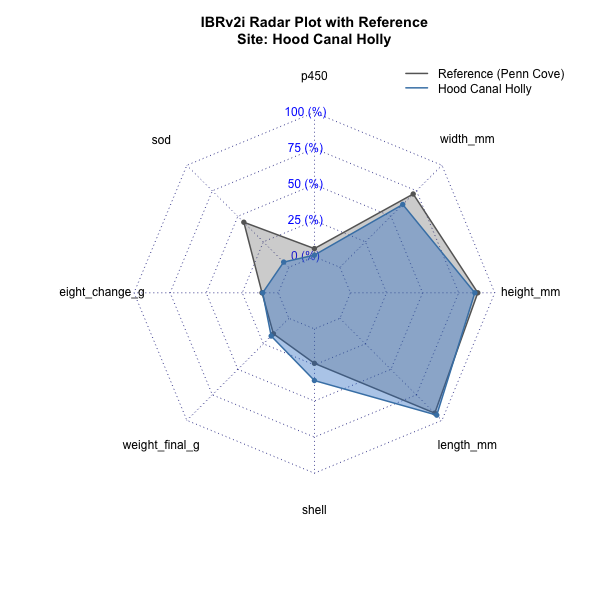 IBRv2i Radar Plot with Reference
Site: Hood Canal Holly
p450
Reference (Penn Cove)
Hood Canal Holly
100 (%)
sod
width_mm
75 (%)
50 (%)
25 (%)
0 (%)
eight_change_g
height_mm
weight_final_g
length_mm
shell